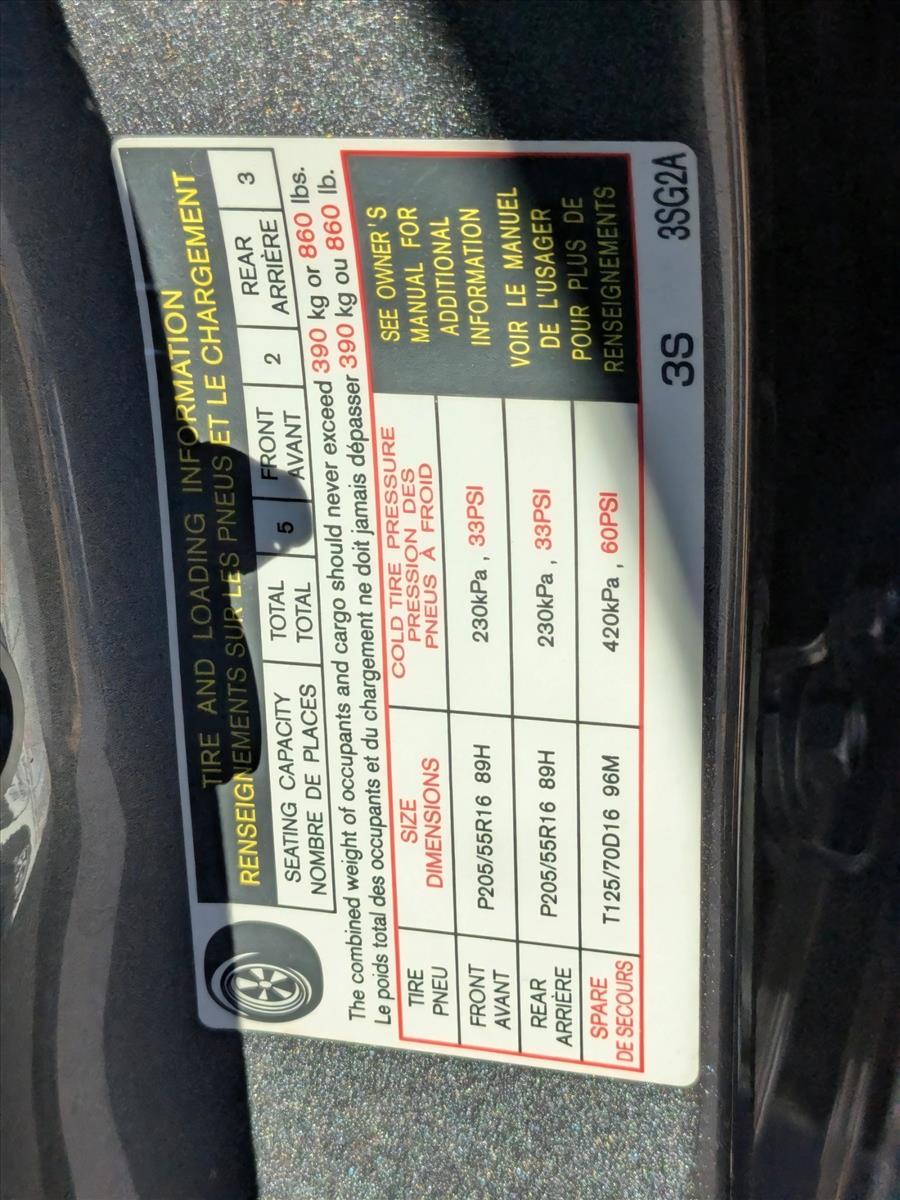 TIRE AND LOADING INFORMATION
RENSEIGNEMENTS SUR LES PNEUS ET LE CHARGEMENT
SEATING CAPACITY TOTAL 5 FRONT 2 REAR 3
NOMBRE DE PLACES TOTAL AVANT ARRIÈRE
The combined weight of occupants and cargo should never exceed 390 kg or 860 lbs.
Le poids total des occupants et du chargement ne doit jamais dépasser 390 kg ou 860 lb.
TIRE
PNEU
SIZE
DIMENSIONS
COLD TIRE PRESSURE
PRESSION DES
PNEUS À FROID
FRONT
AVANT
P205/55R16 89H
230kPa , 33PSI
REAR
ARRIÈRE
P205/55R16 89H
230kPa , 33PSI
SPARE
DE SECOURS
T125/70D16 96M
420kPa , 60PSI
SEE OWNER'S
MANUAL FOR
ADDITIONAL
INFORMATION
VOIR LE MANUEL
DE L'USAGER
POUR PLUS DE
RENSEIGNEMENTS
3S 3SG2A